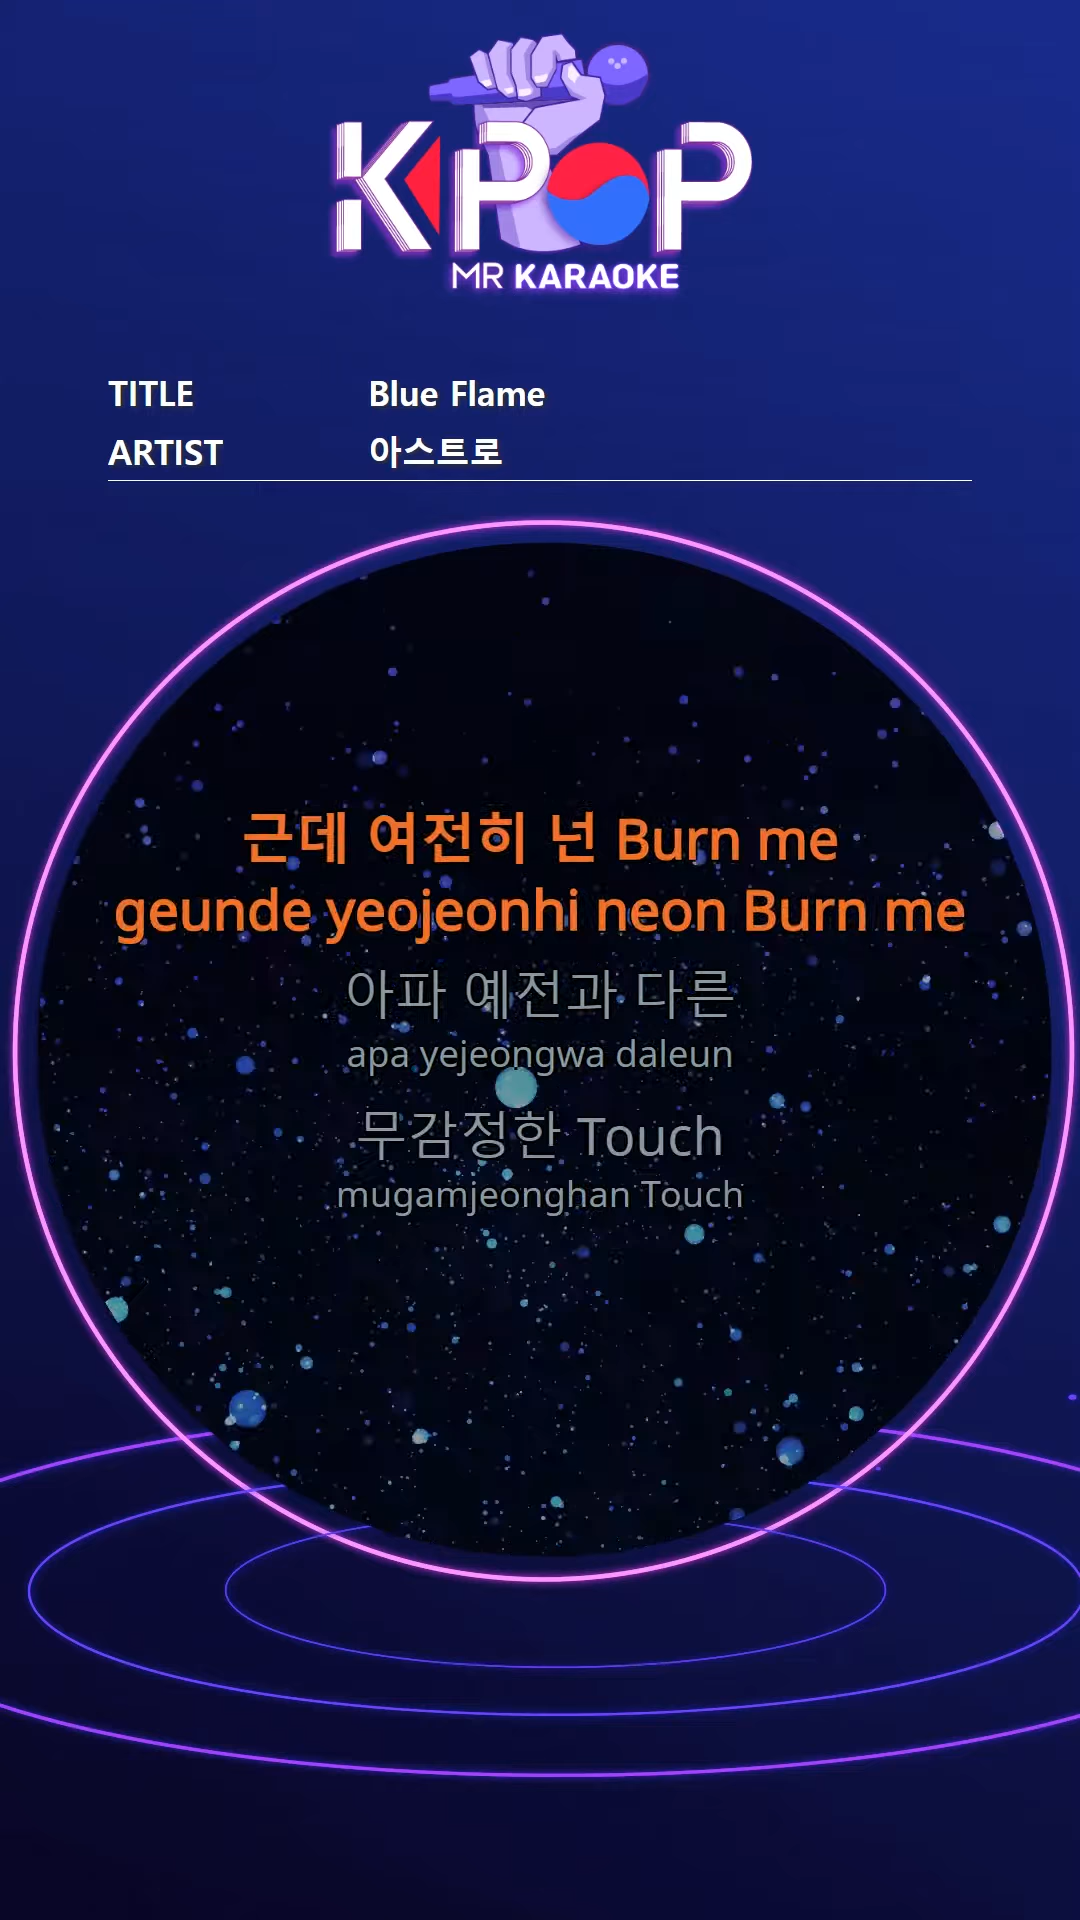 KPOP
MR KARAOKE
TITLE Blue Flame
ARTIST 아스트로
근데 여전히 넌 Burn me
geunde yeojeonhi neon Burn me
아파 예전과 다른
apa yejeongwa daleun
무감정한 Touch
mugamjeonghan Touch